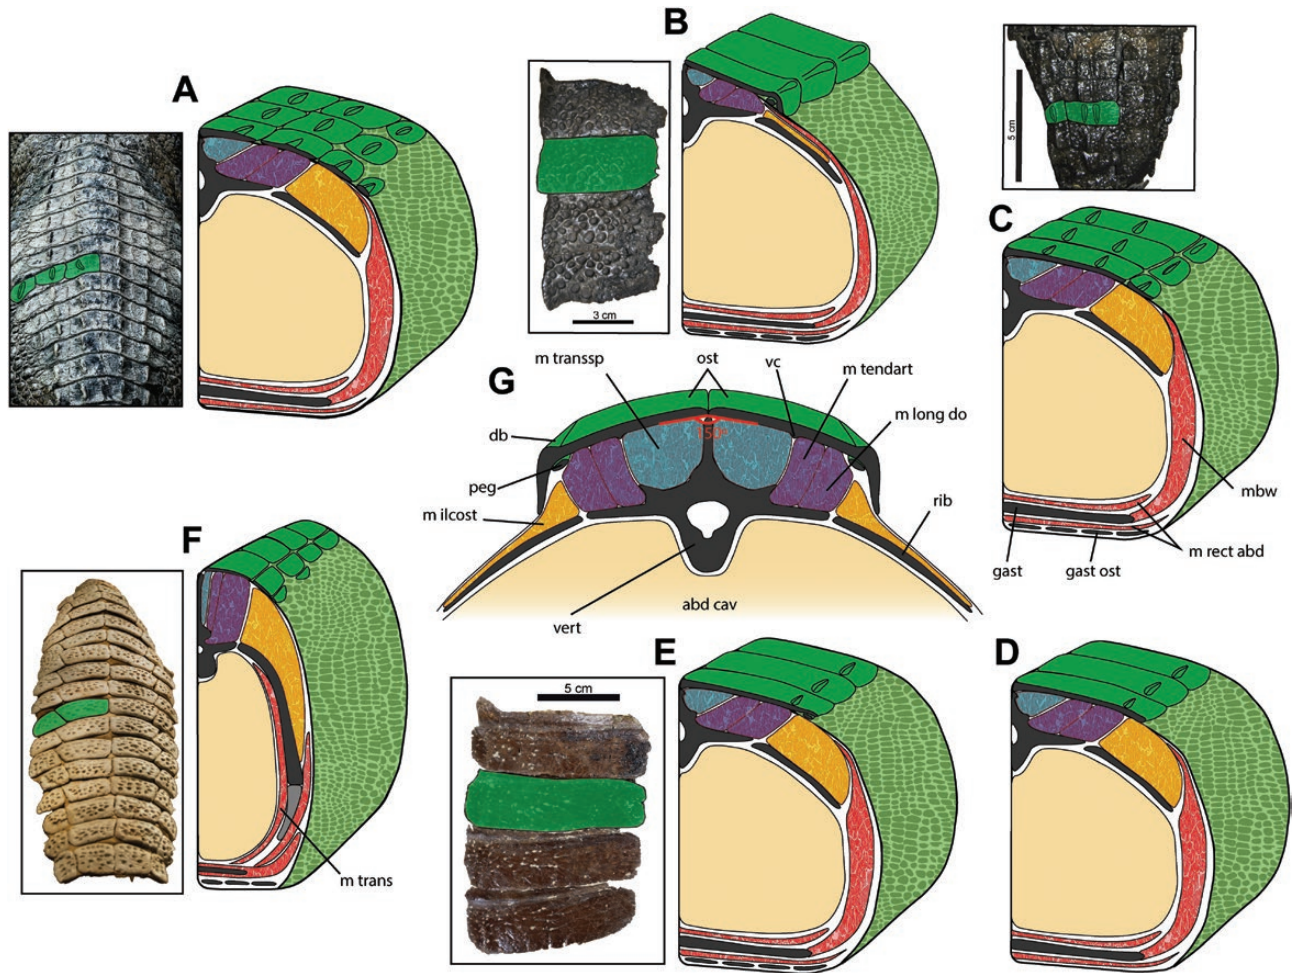 A
B
3 cm
5 cm
C
mbw
m rect abd
gast
gast ost
G
m transsp
ost
vc
m tendart
m long do
db
150°
peg
m ilcost
rib
abd cav
vert
F
m trans
E
5 cm
D